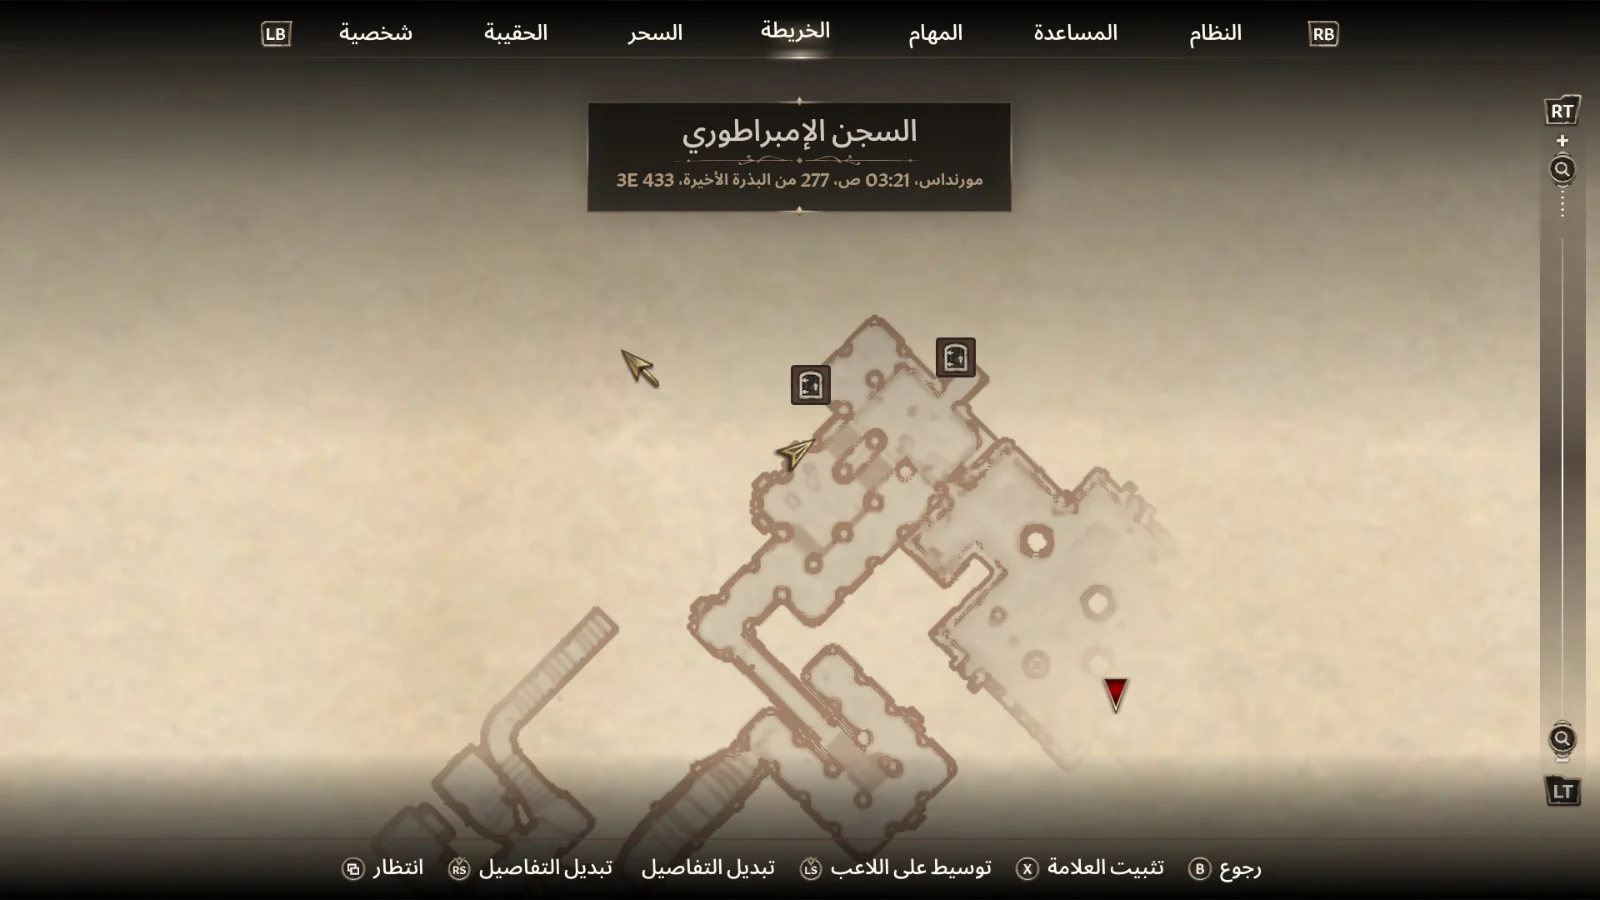 RB النظام المساعدة المهام الخريطة السحر الحقيبة شخصية LB
السجن الإمبراطوري
مورنداس، 03:21 ص، 277 من البذرة الأخيرة، 3E 433
RT
LT
رجوع B تثبيت العلامة X توسيط على اللاعب LS تبديل التفاصيل تبديل التفاصيل RS انتظار